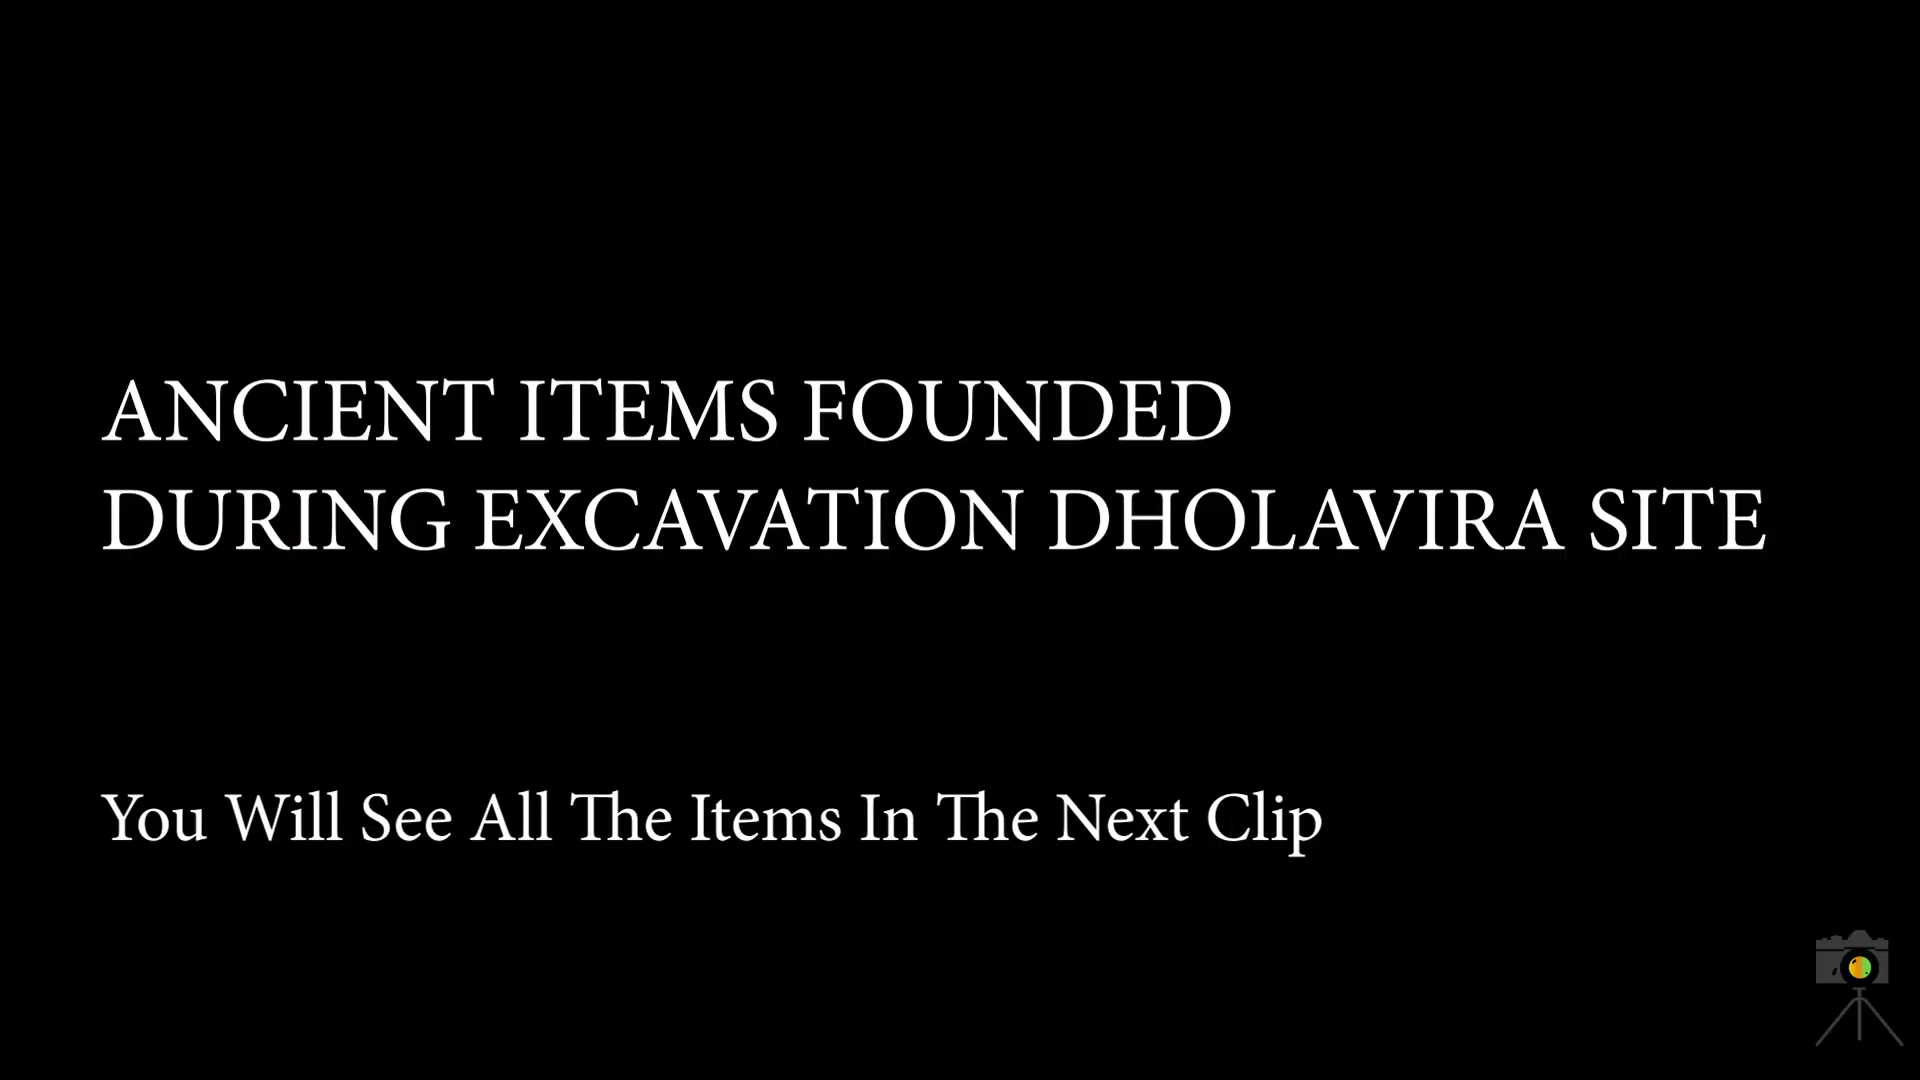 ANCIENT ITEMS FOUNDED
DURING EXCAVATION DHOLAVIRA SITE
You Will See All The Items In The Next Clip